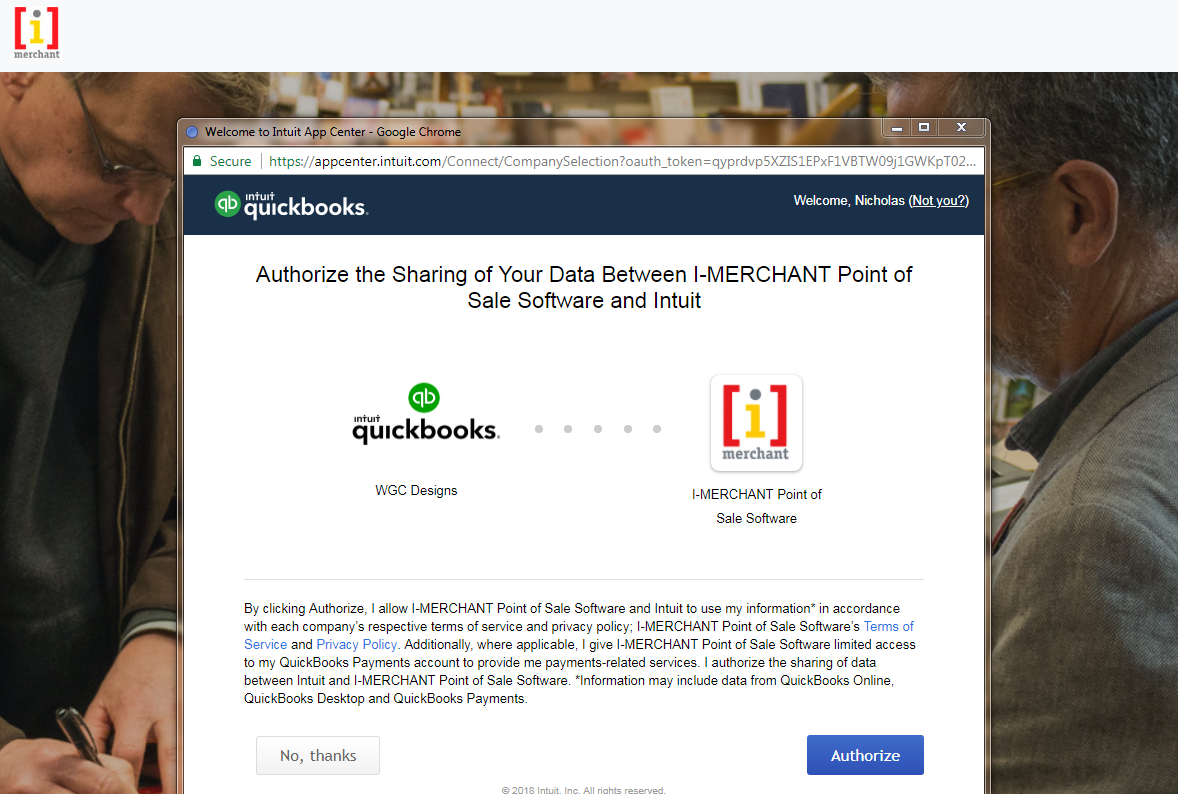 [i]
merchant
Welcome to Intuit App Center - Google Chrome
Secure https://appcenter.intuit.com/Connect/CompanySelection?oauth_token=qyprdvp5XZIS1EPxF1VBTW09j1GWKpT02...
qb intuit quickbooks. Welcome, Nicholas (Not you?)
Authorize the Sharing of Your Data Between I-MERCHANT Point of
Sale Software and Intuit
qb
intuit
quickbooks.
[i]
merchant
WGC Designs
I-MERCHANT Point of
Sale Software
By clicking Authorize, I allow I-MERCHANT Point of Sale Software and Intuit to use my information* in accordance
with each company's respective terms of service and privacy policy; I-MERCHANT Point of Sale Software's Terms of
Service and Privacy Policy. Additionally, where applicable, I give I-MERCHANT Point of Sale Software limited access
to my QuickBooks Payments account to provide me payments-related services. I authorize the sharing of data
between Intuit and I-MERCHANT Point of Sale Software. *Information may include data from QuickBooks Online,
QuickBooks Desktop and QuickBooks Payments.
No, thanks Authorize
© 2018 Intuit, Inc. All rights reserved.